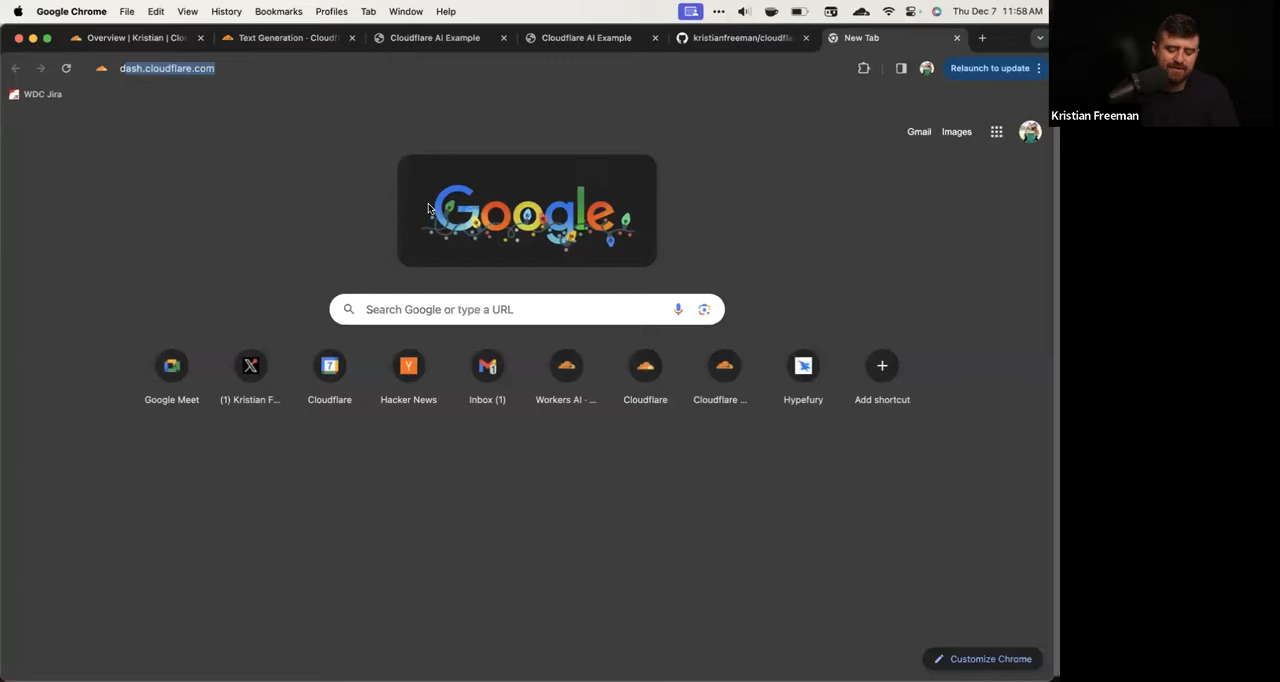 Google Chrome File Edit View History Bookmarks Profiles Tab Window Help Thu Dec 7 11:58 AM
Overview | Kristian | Clou Text Generation · Cloudf Cloudflare AI Example Cloudflare AI Example kristianfreeman/cloudfla New Tab
dash.cloudflare.com Relaunch to update
WDC Jira
Kristian Freeman
Gmail Images
Google
Search Google or type a URL
Google Meet (1) Kristian F... Cloudflare Hacker News Inbox (1) Workers AI · ... Cloudflare Cloudflare ... Hypefury Add shortcut
Customize Chrome